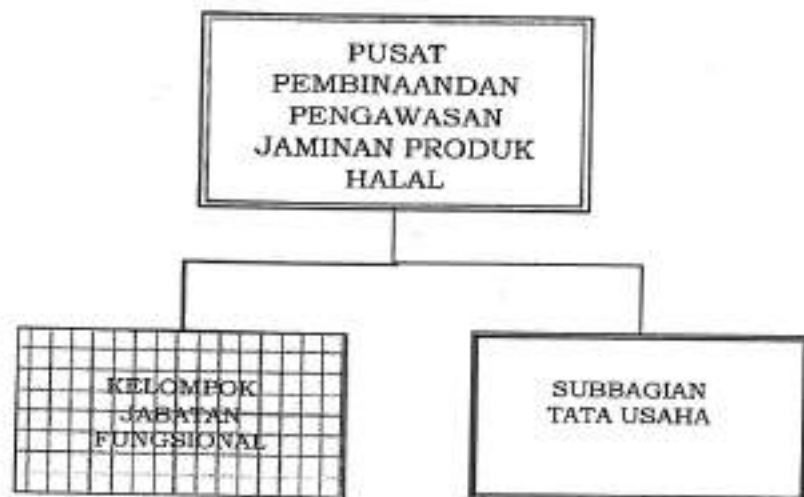 PUSAT
PEMBINAANDAN
PENGAWASAN
JAMINAN PRODUK
HALAL
KELOMPOK
JABATAN
FUNGSIONAL
SUBBAGIAN
TATA USAHA